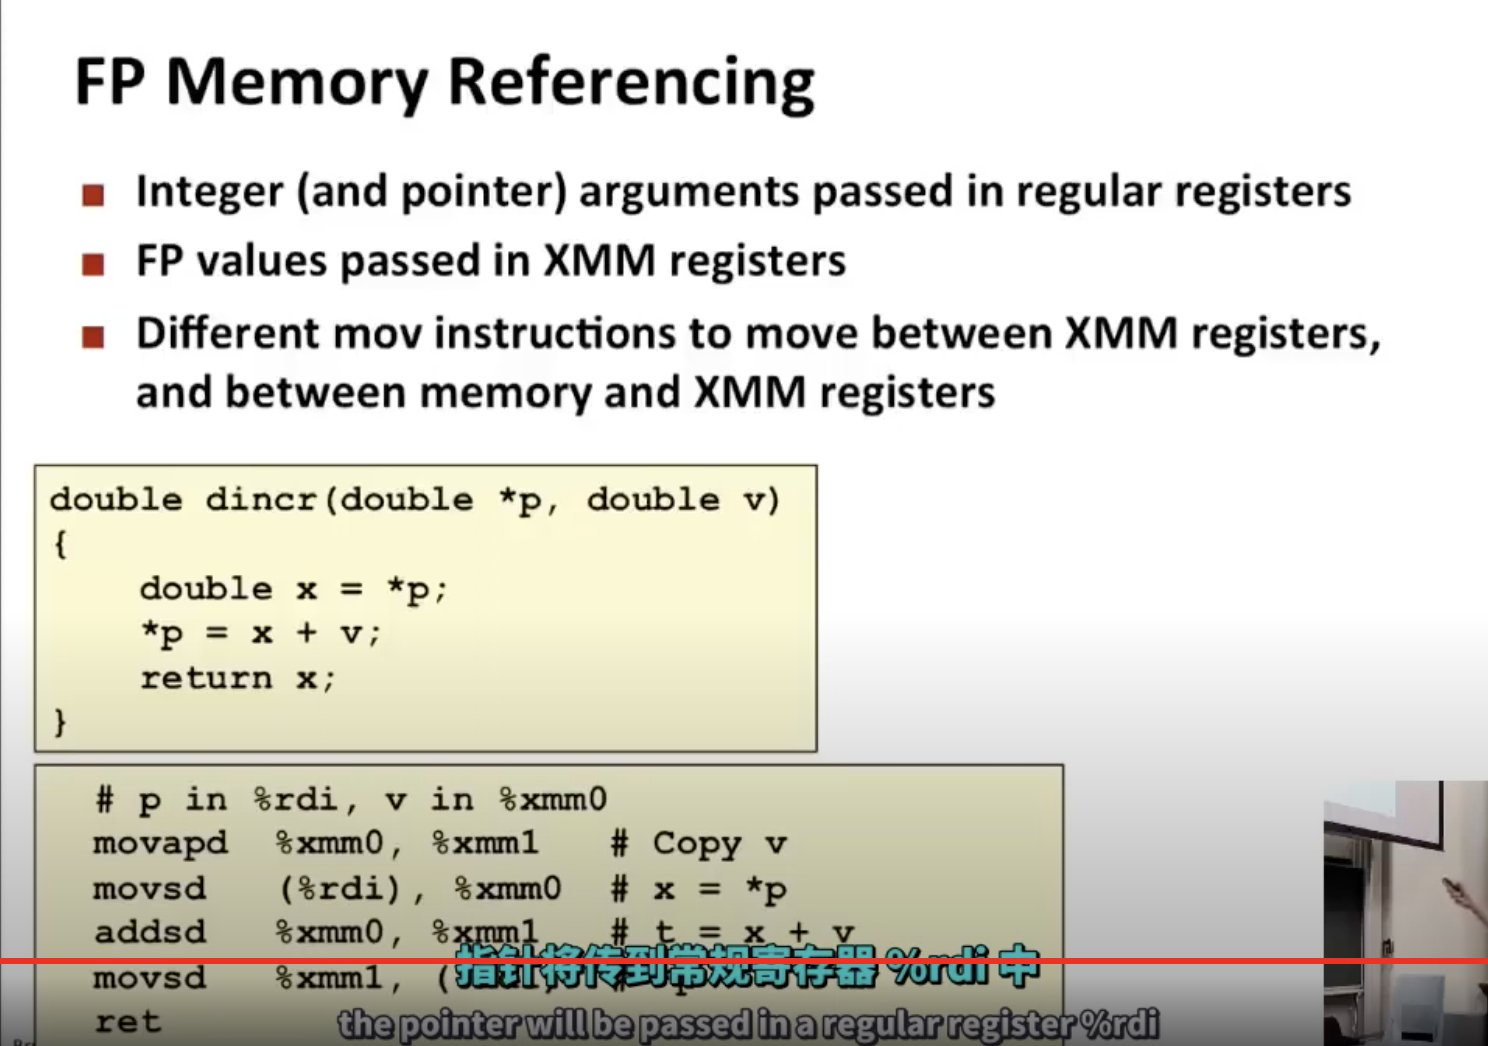 FP Memory Referencing
Integer (and pointer) arguments passed in regular registers
FP values passed in XMM registers
Different mov instructions to move between XMM registers,
and between memory and XMM registers
double dincr(double *p, double v)
{
double x = *p;
*p = x + v;
return x;
}
# p in %rdi, v in %xmm0
movapd %xmm0, %xmm1 # Copy v
movsd (%rdi), %xmm0 # x = *p
addsd %xmm0, %xmm1 # t = x + v
movsd %xmm1, (
指针将传到常规寄存器 %rdi 中
ret
the pointer will be passed in a regular register %rdi